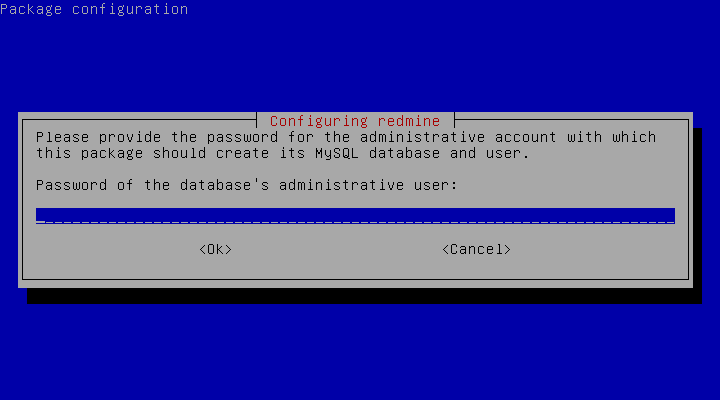 Package configuration
Configuring redmine
Please provide the password for the administrative account with which
this package should create its MySQL database and user.
Password of the database's administrative user:
<Ok> <Cancel>